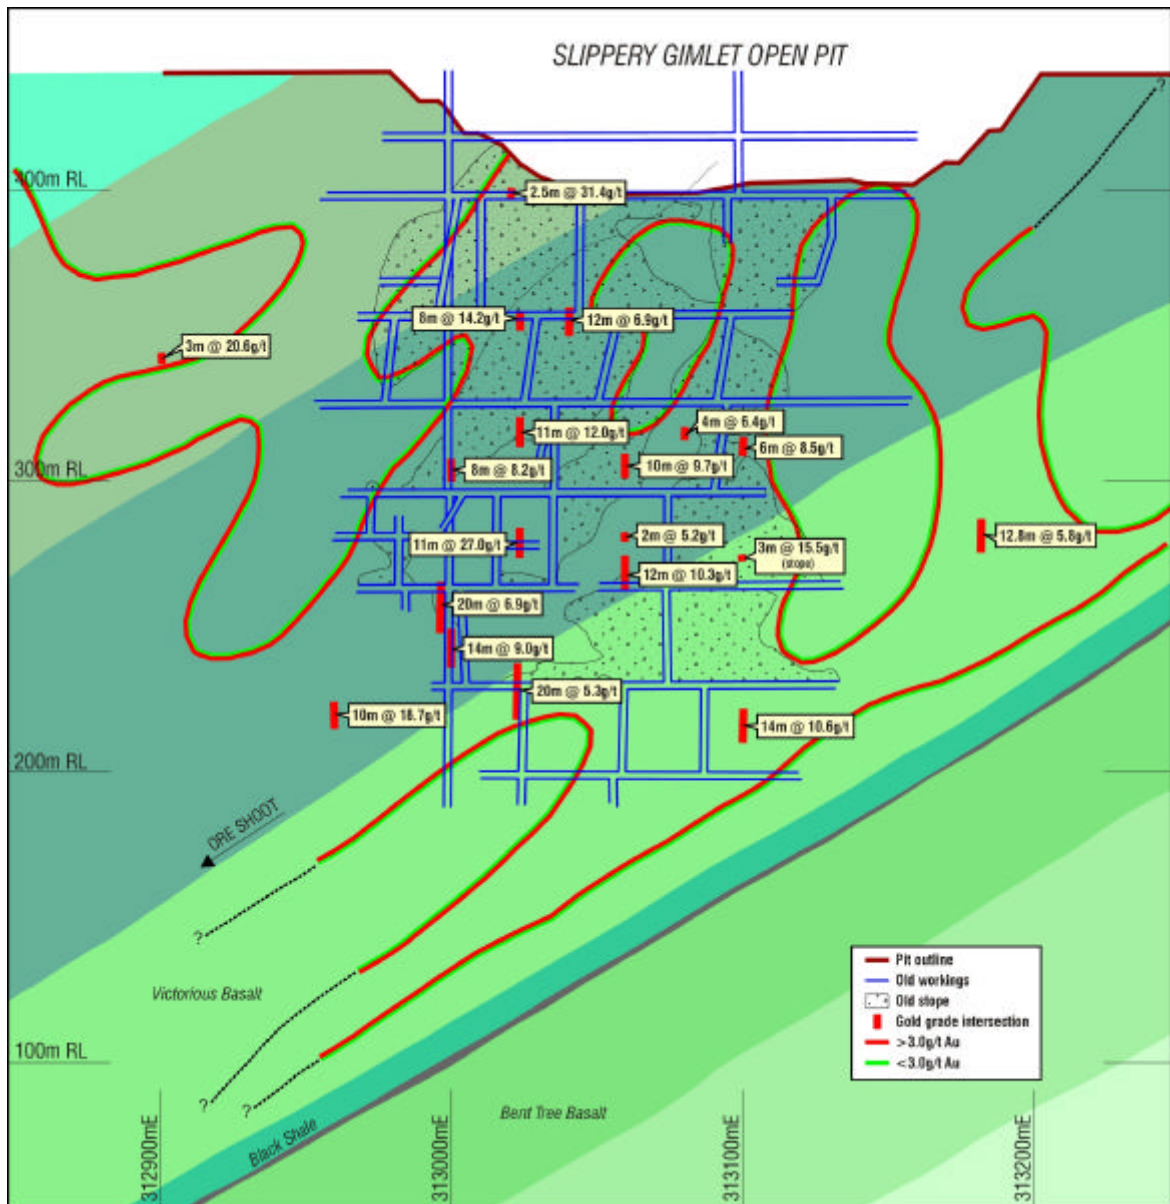 SLIPPERY GIMLET OPEN PIT
?
400m RL
2.5m @ 31.4g/t
8m @ 14.2g/t
12m @ 6.9g/t
3m @ 20.6g/t
4m @ 6.4g/t
11m @ 12.0g/t
6m @ 8.5g/t
300m RL
8m @ 8.2g/t
10m @ 9.7g/t
12.8m @ 5.8g/t
11m @ 27.0g/t
2m @ 5.2g/t
3m @ 15.5g/t
(stope)
12m @ 10.3g/t
20m @ 6.9g/t
14m @ 9.0g/t
20m @ 5.3g/t
10m @ 18.7g/t
14m @ 10.6g/t
200m RL
ORE SHOOT
?
Victorious Basalt
Pit outline
Old workings
Old stope
Gold grade intersection
>3.0g/t Au
<3.0g/t Au
100m RL
?
?
Bent Tree Basalt
Black Shale
312900mE
313000mE
313100mE
313200mE